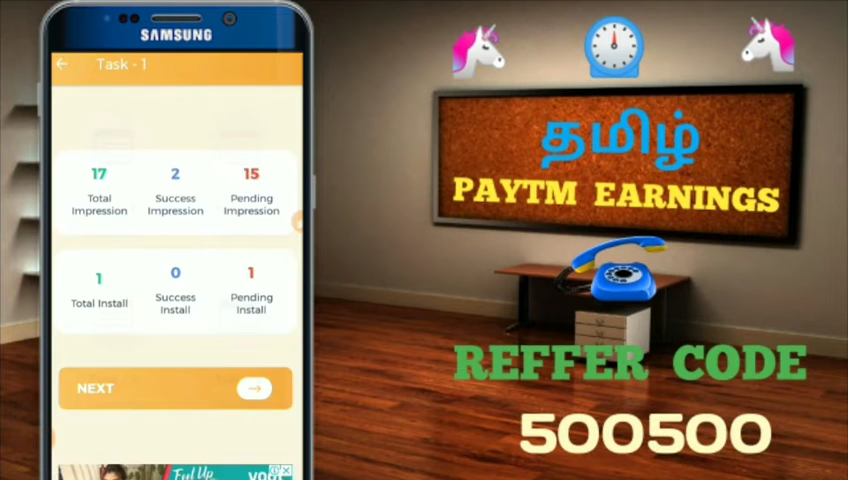 SAMSUNG
Task - 1
17
Total
Impression
2
Success
Impression
15
Pending
Impression
1
Total Install
0
Success
Install
1
Pending
Install
NEXT
தமிழ்
PAYTM EARNINGS
REFFER CODE
500500